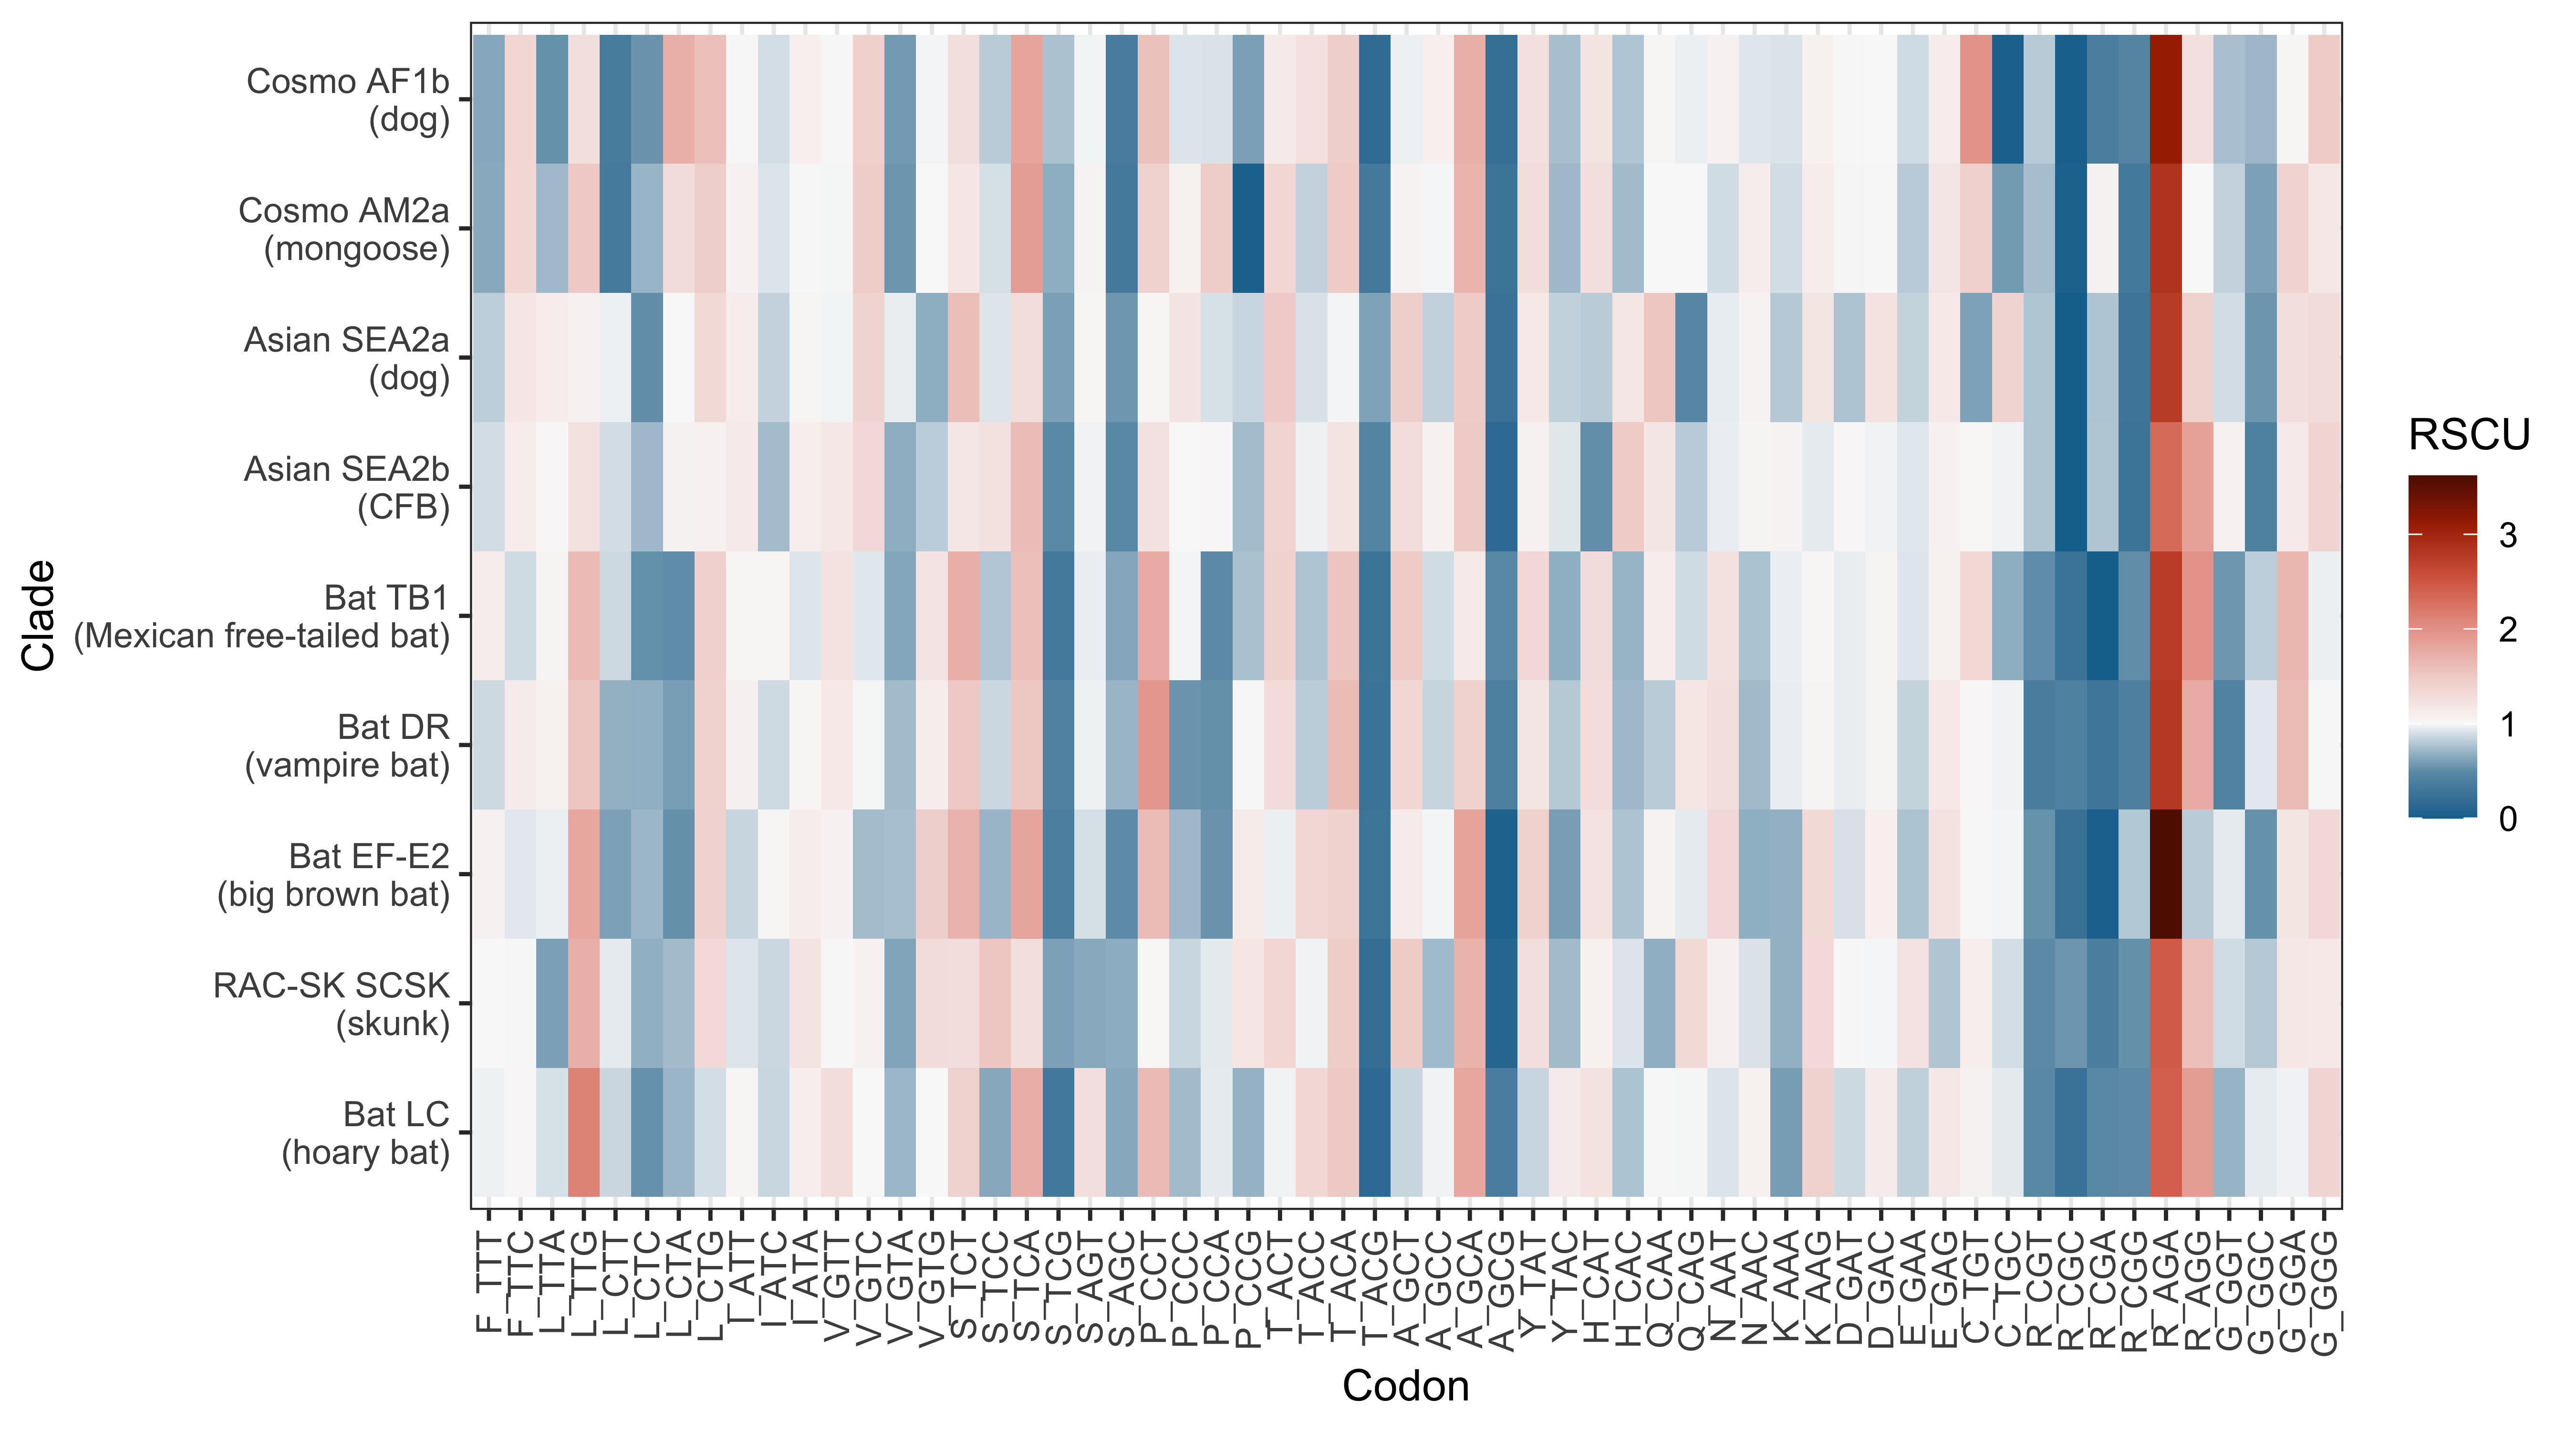 Cosmo AF1b
(dog)
Cosmo AM2a
(mongoose)
Asian SEA2a
(dog)
Asian SEA2b
(CFB)
Bat TB1
(Mexican free-tailed bat)
Bat DR
(vampire bat)
Bat EF-E2
(big brown bat)
RAC-SK SCSK
(skunk)
Bat LC
(hoary bat)
Clade
F_TTT
F_TTC
L_TTA
L_TTG
L_CTT
L_CTC
L_CTA
L_CTG
I_ATT
I_ATC
I_ATA
V_GTT
V_GTC
V_GTA
V_GTG
S_TCT
S_TCC
S_TCA
S_TCG
S_AGT
S_AGC
P_CCT
P_CCC
P_CCA
P_CCG
T_ACT
T_ACC
T_ACA
T_ACG
A_GCT
A_GCC
A_GCA
A_GCG
Y_TAT
Y_TAC
H_CAT
H_CAC
Q_CAA
Q_CAG
N_AAT
N_AAC
K_AAA
K_AAG
D_GAT
D_GAC
E_GAA
E_GAG
C_TGT
C_TGC
R_CGT
R_CGC
R_CGA
R_CGG
R_AGA
R_AGG
G_GGT
G_GGC
G_GGA
G_GGG
Codon
RSCU
3
2
1
0